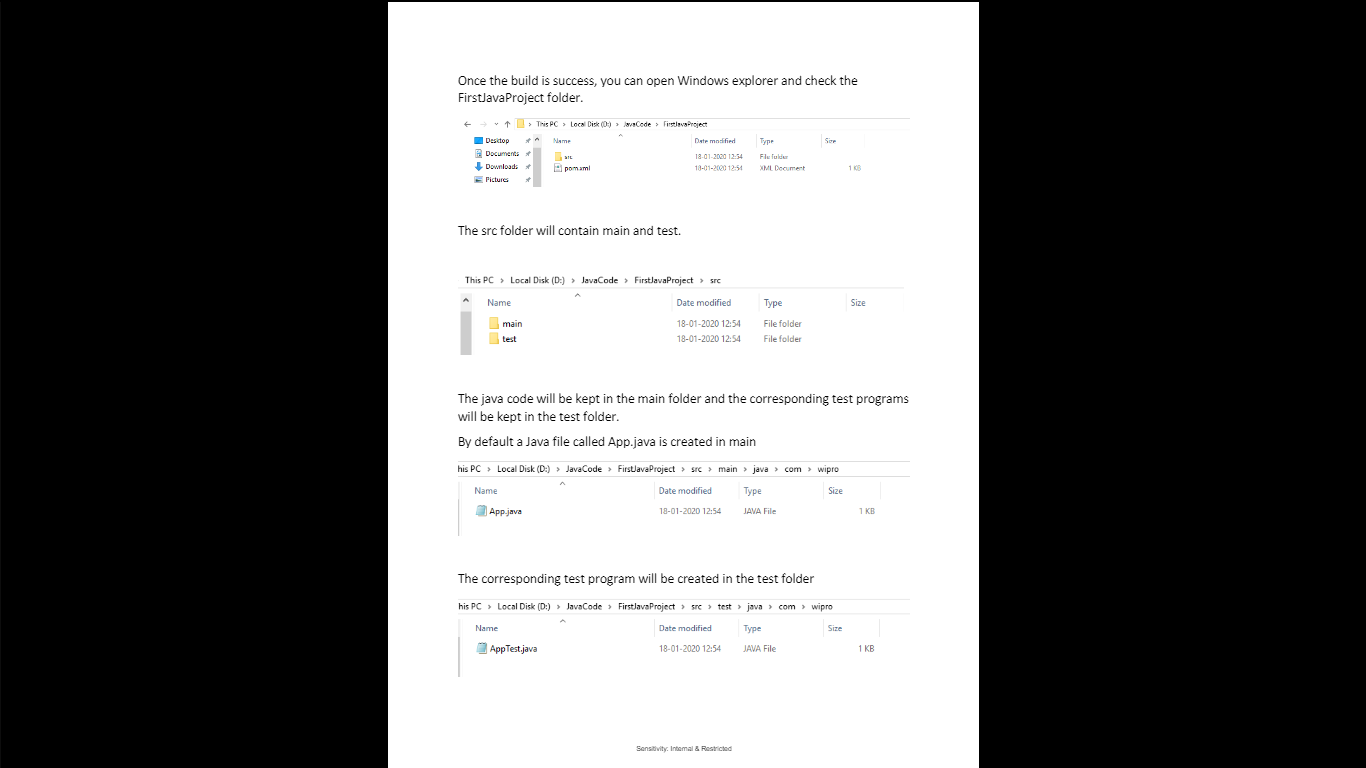 Once the build is success, you can open Windows explorer and check the
FirstJavaProject folder.
This PC > Local Disk (D:) > JavaCode > FirstJavaProject
Desktop
Documents
Downloads
Pictures
Name Date modified Type Size
src 18-01-2020 12:54 File folder
pom.xml 18-01-2020 12:54 XML Document 1 KB
The src folder will contain main and test.
This PC > Local Disk (D:) > JavaCode > FirstJavaProject > src
Name Date modified Type Size
main 18-01-2020 12:54 File folder
test 18-01-2020 12:54 File folder
The java code will be kept in the main folder and the corresponding test programs
will be kept in the test folder.
By default a Java file called App.java is created in main
his PC > Local Disk (D:) > JavaCode > FirstJavaProject > src > main > java > com > wipro
Name Date modified Type Size
App.java 18-01-2020 12:54 JAVA File 1 KB
The corresponding test program will be created in the test folder
his PC > Local Disk (D:) > JavaCode > FirstJavaProject > src > test > java > com > wipro
Name Date modified Type Size
AppTest.java 18-01-2020 12:54 JAVA File 1 KB
Sensitivity: Internal & Restricted